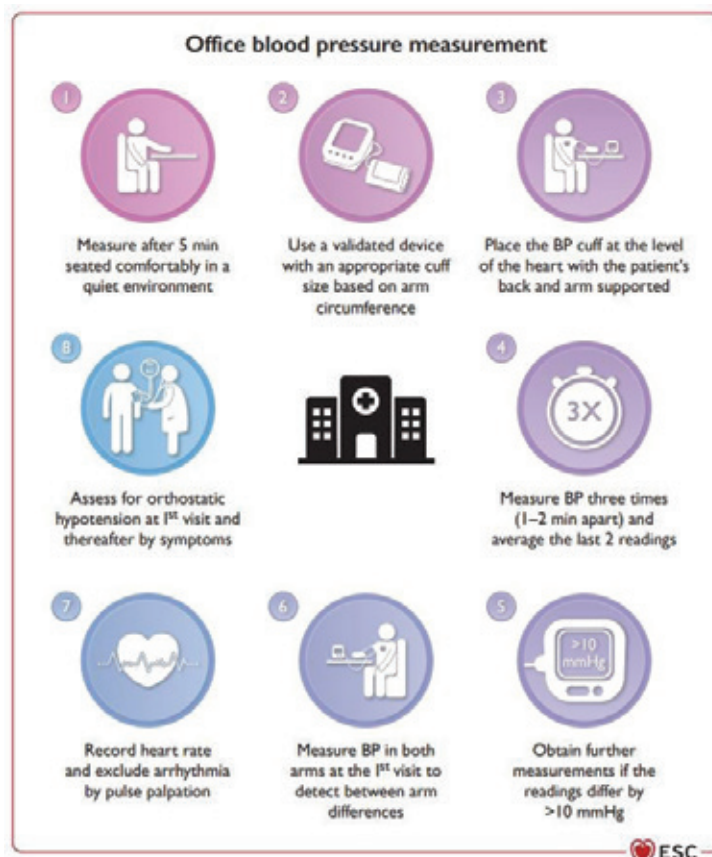 Office blood pressure measurement
1
2
3
Measure after 5 min
seated comfortably in a
quiet environment
Use a validated device
with an appropriate cuff
size based on arm
circumference
Place the BP cuff at the level
of the heart with the patient's
back and arm supported
8
4
3X
Assess for orthostatic
hypotension at 1st visit and
thereafter by symptoms
Measure BP three times
(1–2 min apart) and
average the last 2 readings
7
6
5
>10
mmHg
Record heart rate
and exclude arrhythmia
by pulse palpation
Measure BP in both
arms at the 1st visit to
detect between arm
differences
Obtain further
measurements if the
readings differ by
>10 mmHg
ESC